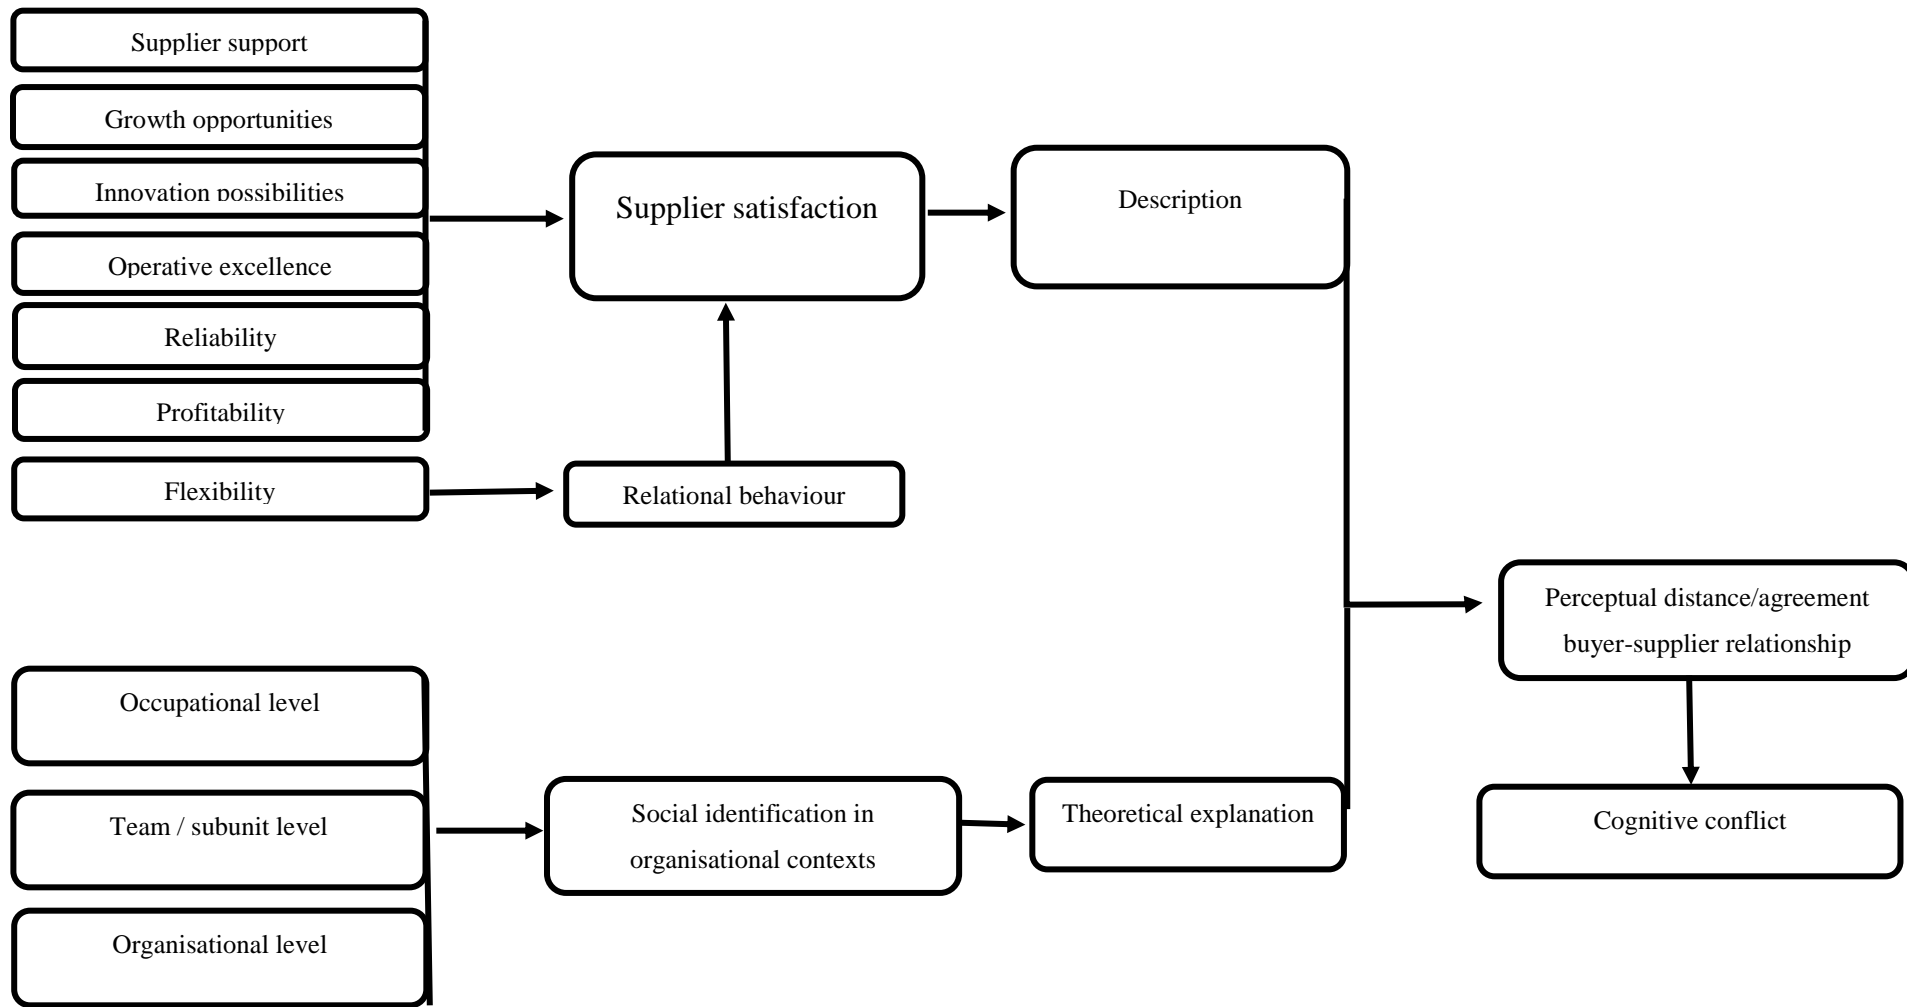 Supplier support
Growth opportunities
Innovation possibilities
Operative excellence
Reliability
Profitability
Flexibility
Supplier satisfaction
Relational behaviour
Description
Occupational level
Team / subunit level
Organisational level
Social identification in
organisational contexts
Theoretical explanation
Perceptual distance/agreement
buyer-supplier relationship
Cognitive conflict